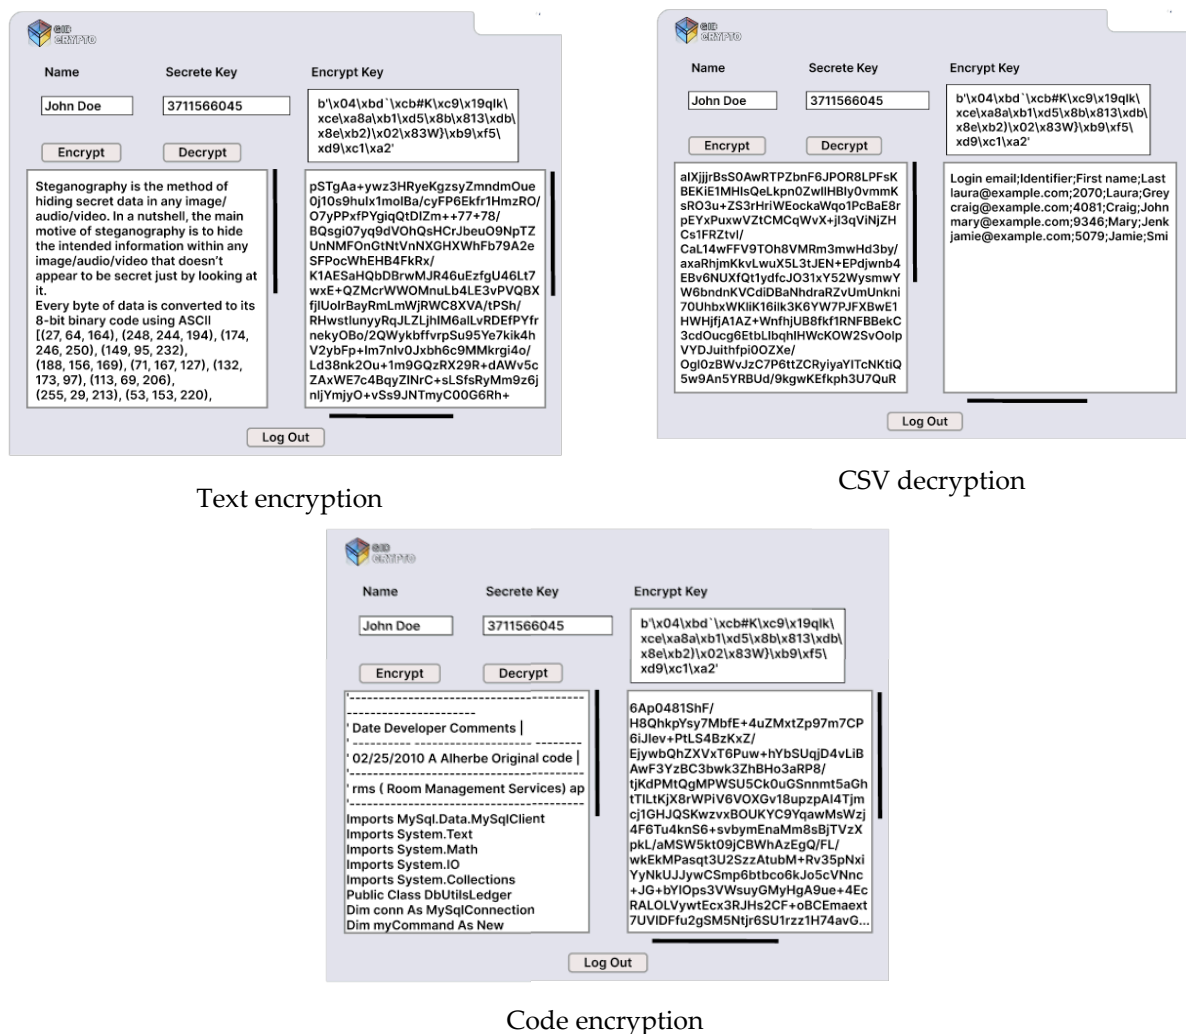 GID
CRYPTO
Name
Secrete Key
Encrypt Key
John Doe
3711566045
b'\x04\xbd`\xcb#K\xc9\x19qlk\
xce\xa8a\xb1\xd5\x8b\x813\xdb\
\x8e\xb2)\x02\x83W}\xb9\xf5\
\xd9\xc1\xa2'
Encrypt
Decrypt
Steganography is the method of
hiding secret data in any image/
audio/video. In a nutshell, the main
motive of steganography is to hide
the intended information within any
image/audio/video that doesn't
appear to be secret just by looking at
it.
Every byte of data is converted to its
8-bit binary code using ASCII
[(27, 64, 164), (248, 244, 194), (174,
246, 250), (149, 95, 232),
(188, 156, 169), (71, 167, 127), (132,
173, 97), (113, 69, 206),
(255, 29, 213), (53, 153, 220),
pSTgAa+ywz3HRyeKgzsyZmndmOue
0j10s9huIx1molBa/cyFP6Ekfr1HmzRO/
O7yPPxfPYgiqQtDIZm++77+78/
BQsgi07yq9dVOhQsHCrJbeuO9NpTZ
UnNMFOnGtNtVnNXGHXWhFb79A2e
SFPocWhEHB4FkRx/
K1AESaHQbDBrwMJR46uEzfgU46Lt7
wxE+QZMcrWWOMnuLb4LE3vPVQBX
fjlUoIrBayRmLmWjRWC8XVA/tPSh/
RHwstlunyyRqJLZLjhIM6alLvRDEfPYfr
nekyOBo/2QWykbffvrpSu95Ye7kik4h
V2ybFp+Im7nIv0Jxbh6c9MMkrgi4o/
Ld38nk2Ou+1m9GQzRX29R+dAWv5c
ZAxWE7c4BqyZINrC+sLSfsRyMm9z6j
nljYmjyO+vSs9JNTmyC00G6Rh+
Log Out
Text encryption
GID
CRYPTO
Name
Secrete Key
Encrypt Key
John Doe
3711566045
b'\x04\xbd`\xcb#K\xc9\x19qlk\
xce\xa8a\xb1\xd5\x8b\x813\xdb\
\x8e\xb2)\x02\x83W}\xb9\xf5\
\xd9\xc1\xa2'
Encrypt
Decrypt
alXjjjrBsS0AwRTPZbnF6JPOR8LPFsK
BEKiE1MHlsQeLkpn0ZwIlHBly0vmmK
sRO3u+ZS3rHriWEockaWqo1PcBaE8r
pEYxPuxwVZtCMCqWvX+jl3qViNjZH
Cs1FRZtvl/
CaL14wFFV9TOh8VMRm3mwHd3by/
axaRhjmKkvLwuX5L3tJEN+EPdjwnb4
EBv6NUXfQt1ydfcJO31xY52WysmwY
W6bndnKVCdiDBaNhdraRZvUmUnkni
70UhbxWKliK16ilk3K6YW7PJFXBwE1
HWHjfjA1AZ+WnfhjUB8fkf1RNFBBekC
3cdOucg6EtbLlbqhlHWcKOW2SvOolp
VYDJuithfpi0OZXe/
Ogl0zBWvJzC7P6ttZCRyiyaYITcNKtiQ
5w9An5YRBUd/9kgwKEfkph3U7QuR
Login email;Identifier;First name;Last
laura@example.com;2070;Laura;Grey
craig@example.com;4081;Craig;John
mary@example.com;9346;Mary;Jenk
jamie@example.com;5079;Jamie;Smi
Log Out
CSV decryption
GID
CRYPTO
Name
Secrete Key
Encrypt Key
John Doe
3711566045
b'\x04\xbd`\xcb#K\xc9\x19qlk\
xce\xa8a\xb1\xd5\x8b\x813\xdb\
\x8e\xb2)\x02\x83W}\xb9\xf5\
\xd9\xc1\xa2'
Encrypt
Decrypt
'------------------------------------------
-----------------------
' Date Developer Comments |
' ---------- -------------------- --------
' 02/25/2010 A Alherbe Original code |
'------------------------------------------
' rms ( Room Management Services) ap
'------------------------------------------
Imports MySql.Data.MySqlClient
Imports System.Text
Imports System.Math
Imports System.IO
Imports System.Collections
Public Class DbUtilsLedger
Dim conn As MySqlConnection
Dim myCommand As New
6Ap0481ShF/
H8QhkpYsy7MbfE+4uZMxtZp97m7CP
6iJlev+PtLS4BzKxZ/
EjywbQhZXVxT6Puw+hYbSUqjD4vLiB
AwF3YzBC3bwk3ZhBHo3aRP8/
tjKdPMtQgMPWSU5Ck0uGSnnmt5aGh
tTlLtKjX8rWPiV6VOXGv18upzpAl4Tjm
cj1GHJQSKwzvxBOUKYC9YqawMsWzj
4F6Tu4knS6+svbymEnaMm8sBjTVzX
pkL/aMSW5kt09jCBWhAzEgQ/FL/
wkEkMPasqt3U2SzzAtubM+Rv35pNxi
YyNkUJJywCSmp6btbco6kJo5cVNnc
+JG+bYlOps3VWsuyGMyHgA9ue+4Ec
RALOLVywtEcx3RJHs2CF+oBCEmaext
7UVIDFfu2gSM5Ntjr6SU1rzz1H74avG...
Log Out
Code encryption